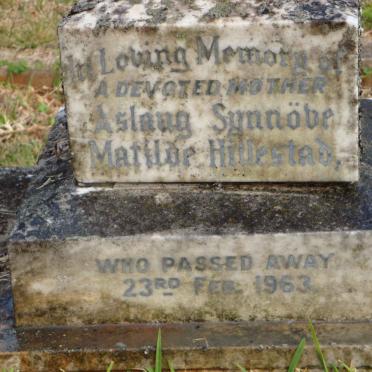 In Loving Memory of
A DEVOTED MOTHER
Aslaug Synnöve
Matilde Hillestad,
WHO PASSED AWAY
23RD FEB. 1963.